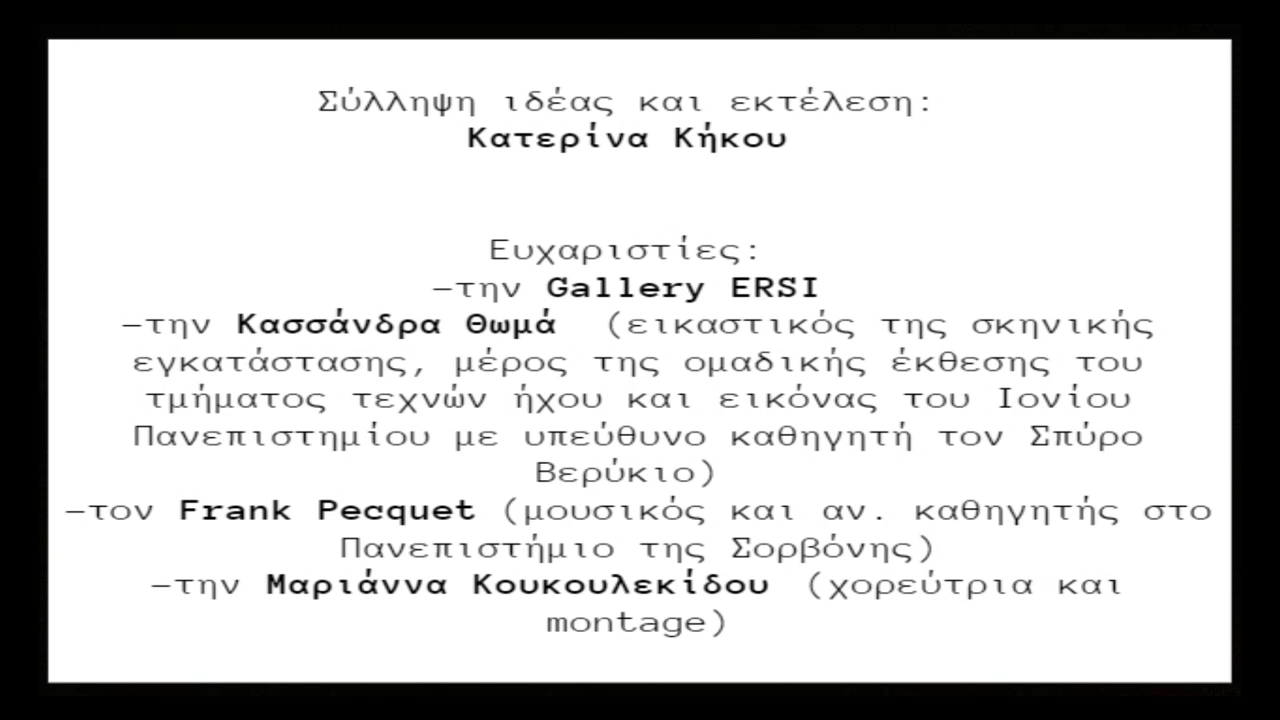 Σύλληψη ιδέας και εκτέλεση:
Κατερίνα Κήκου
Ευχαριστίες:
–την Gallery ERSI
–την Κασσάνδρα Θωμά (εικαστικός της σκηνικής
εγκατάστασης, μέρος της ομαδικής έκθεσης του
τμήματος τεχνών ήχου και εικόνας του Ιονίου
Πανεπιστημίου με υπεύθυνο καθηγητή τον Σπύρο
Βερύκιο)
–τον Frank Pecquet (μουσικός και αν. καθηγητής στο
Πανεπιστήμιο της Σορβόνης)
–την Μαριάννα Κουκουλεκίδου (χορεύτρια και
montage)